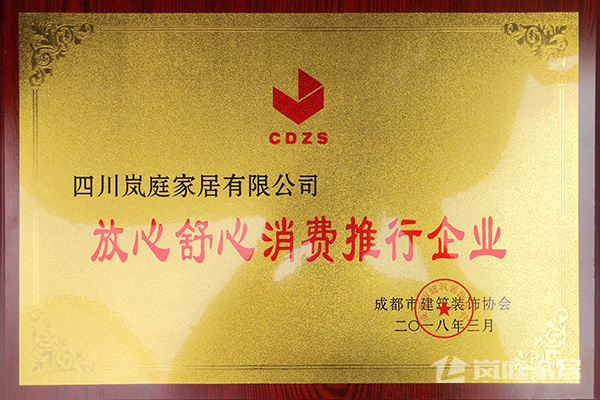 CDZS
四川岚庭家居有限公司
放心舒心消费推行企业
成都市建筑装饰协会
二〇一八年三月
岚庭家居